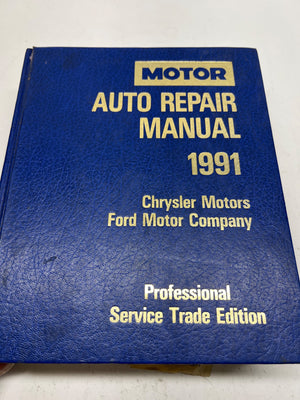 MOTOR
AUTO REPAIR
MANUAL
1991
Chrysler Motors
Ford Motor Company
Professional
Service Trade Edition